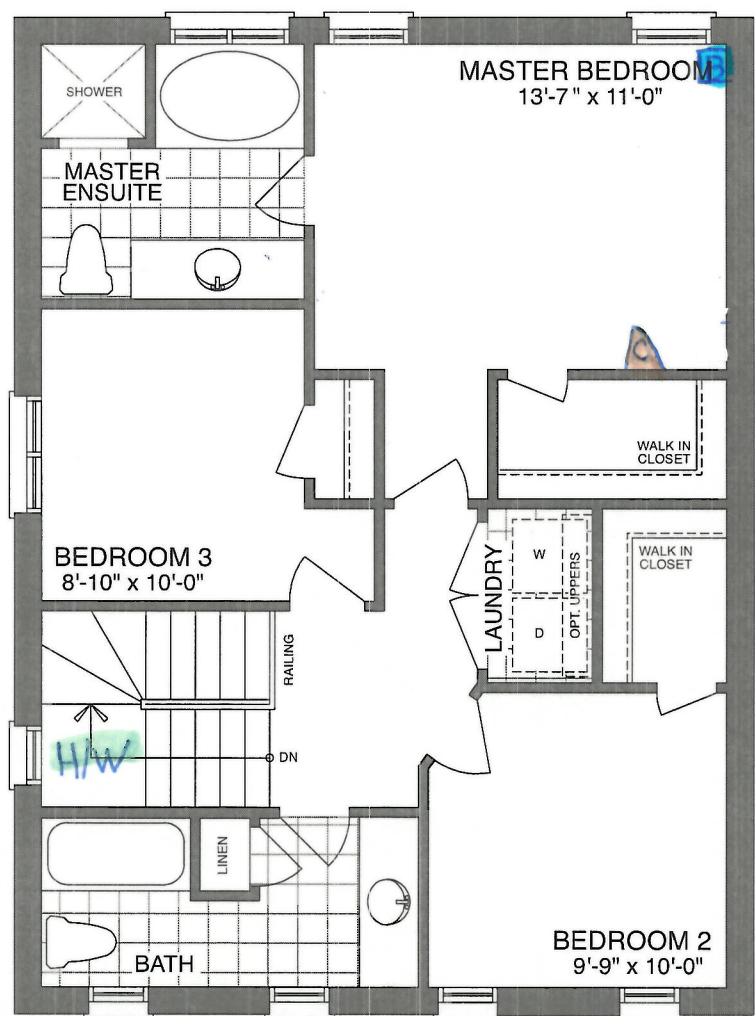 SHOWER
MASTER BEDROOM
B
13'-7" x 11'-0"
MASTER
ENSUITE
C
WALK IN
CLOSET
BEDROOM 3
8'-10" x 10'-0"
LAUNDRY
W
D
OPT. UPPERS
WALK IN
CLOSET
RAILING
H/W
DN
LINEN
BATH
BEDROOM 2
9'-9" x 10'-0"